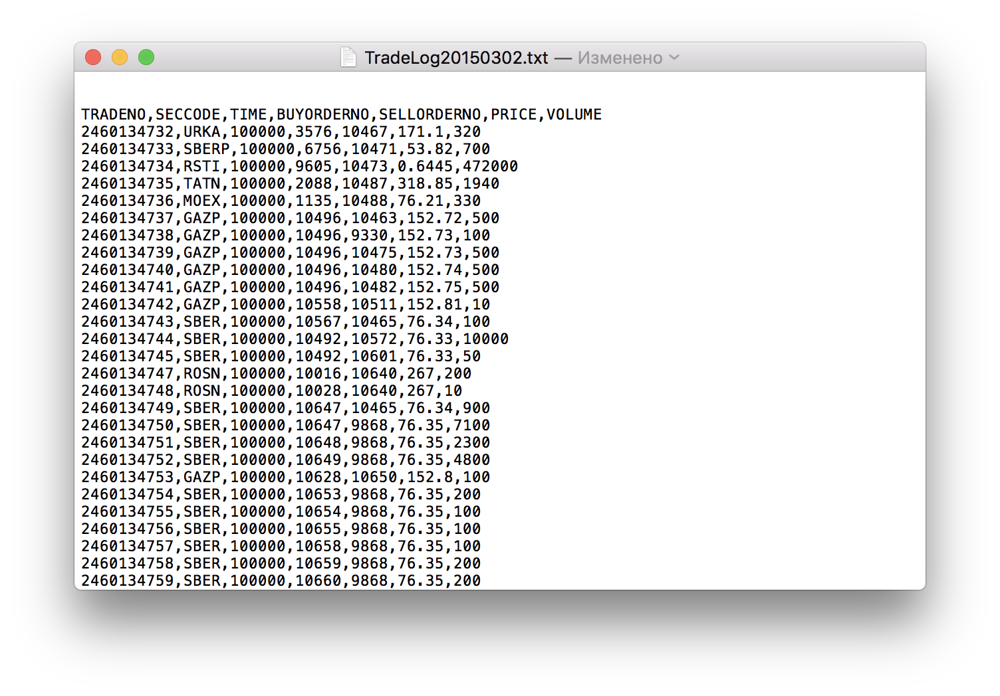 TradeLog20150302.txt — Изменено
TRADENO,SECCODE,TIME,BUYORDERNO,SELLORDERNO,PRICE,VOLUME
2460134732,URKA,100000,3576,10467,171.1,320
2460134733,SBERP,100000,6756,10471,53.82,700
2460134734,RSTI,100000,9605,10473,0.6445,472000
2460134735,TATN,100000,2088,10487,318.85,1940
2460134736,MOEX,100000,1135,10488,76.21,330
2460134737,GAZP,100000,10496,10463,152.72,500
2460134738,GAZP,100000,10496,9330,152.73,100
2460134739,GAZP,100000,10496,10475,152.73,500
2460134740,GAZP,100000,10496,10480,152.74,500
2460134741,GAZP,100000,10496,10482,152.75,500
2460134742,GAZP,100000,10558,10511,152.81,10
2460134743,SBER,100000,10567,10465,76.34,100
2460134744,SBER,100000,10492,10572,76.33,10000
2460134745,SBER,100000,10492,10601,76.33,50
2460134747,ROSN,100000,10016,10640,267,200
2460134748,ROSN,100000,10028,10640,267,10
2460134749,SBER,100000,10647,10465,76.34,900
2460134750,SBER,100000,10647,9868,76.35,7100
2460134751,SBER,100000,10648,9868,76.35,2300
2460134752,SBER,100000,10649,9868,76.35,4800
2460134753,GAZP,100000,10628,10650,152.8,100
2460134754,SBER,100000,10653,9868,76.35,200
2460134755,SBER,100000,10654,9868,76.35,100
2460134756,SBER,100000,10655,9868,76.35,100
2460134757,SBER,100000,10658,9868,76.35,100
2460134758,SBER,100000,10659,9868,76.35,200
2460134759,SBER,100000,10660,9868,76.35,200